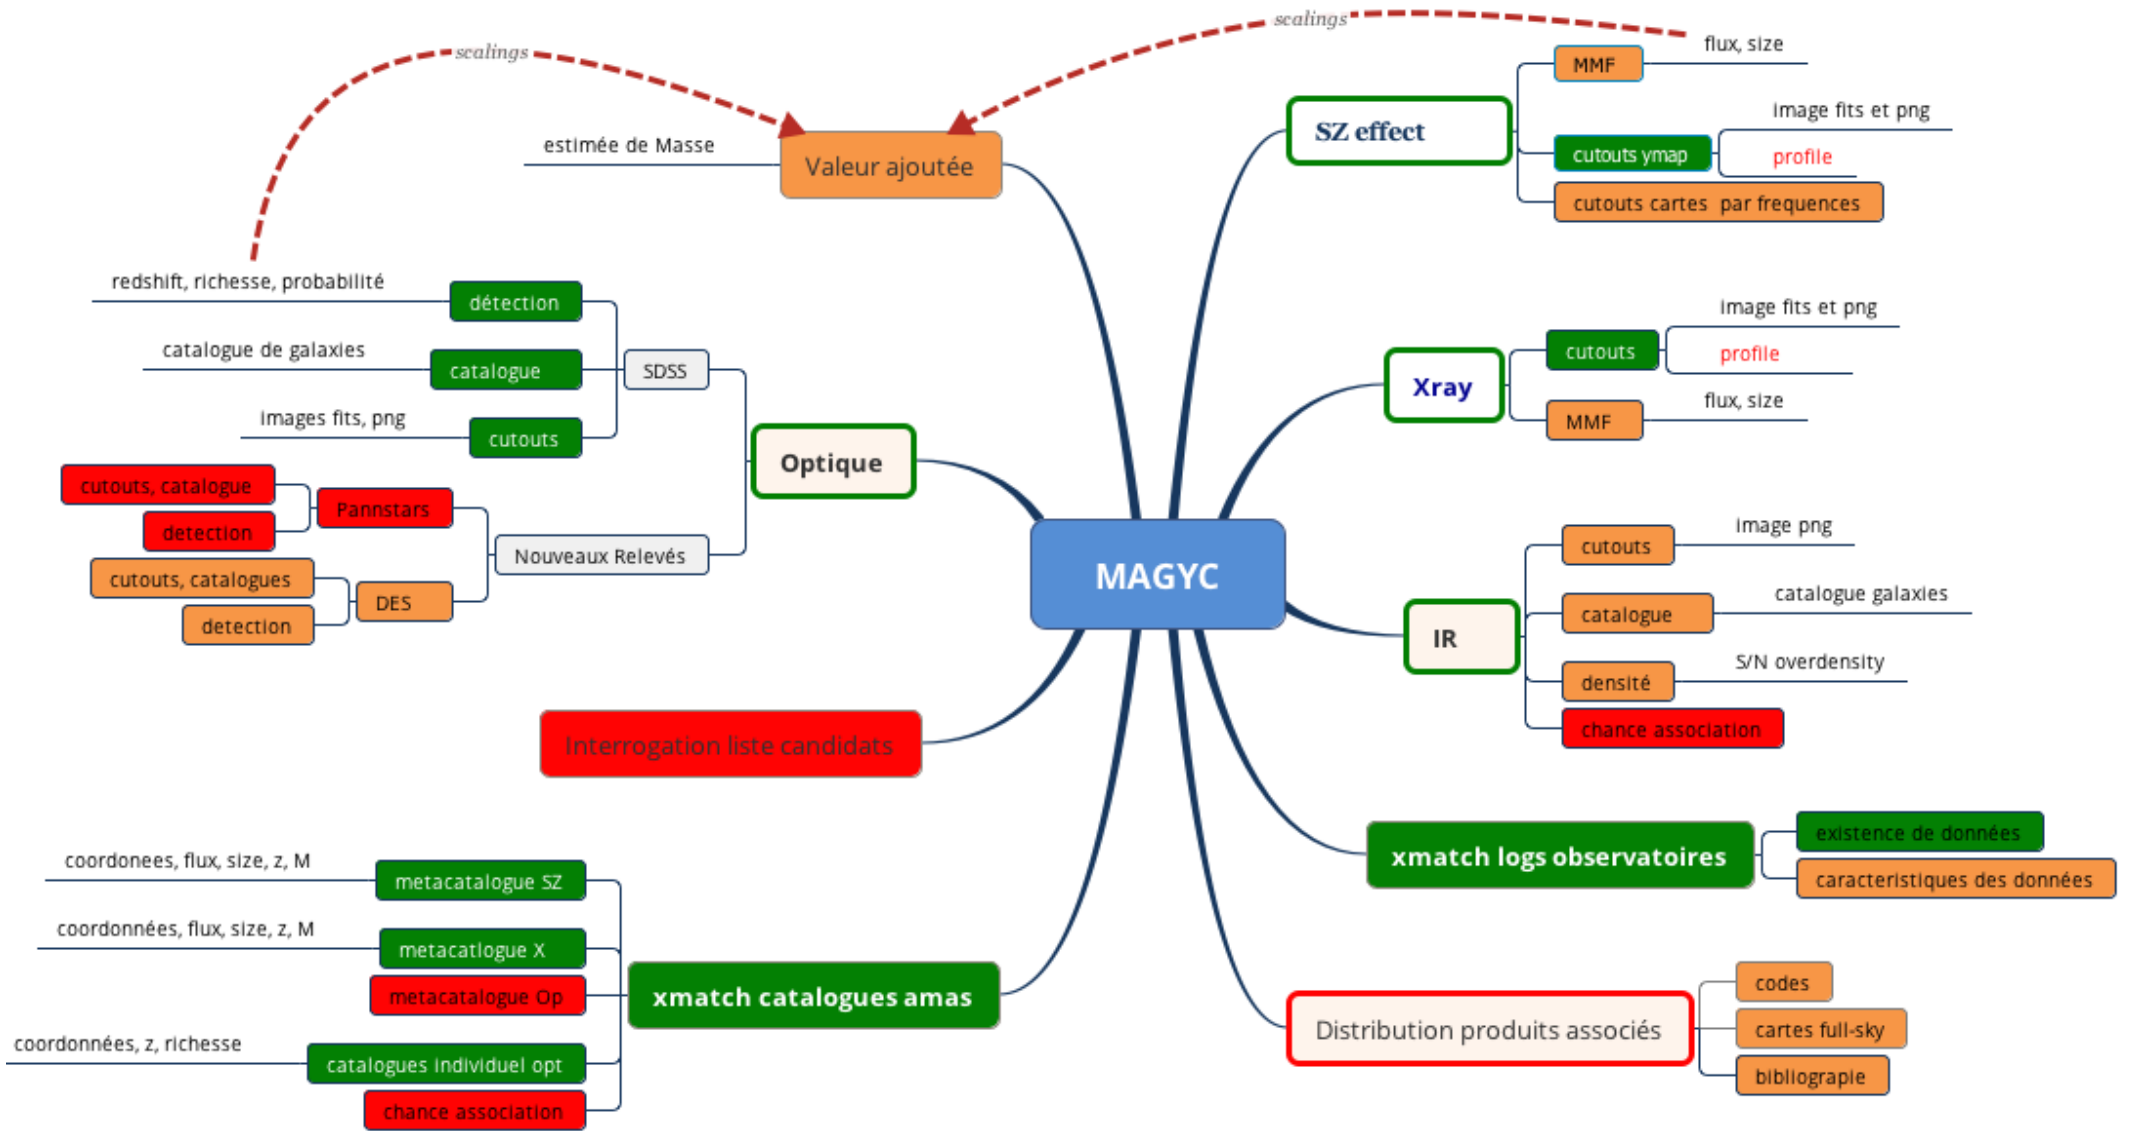 scalings
scalings
flux, size
MMF
image fits et png
SZ effect
cutouts ymap
profile
cutouts cartes par frequences
estimée de Masse
Valeur ajoutée
redshift, richesse, probabilité
détection
catalogue de galaxies
catalogue
SDSS
images fits, png
cutouts
Optique
cutouts, catalogue
Pannstars
detection
Nouveaux Relevés
cutouts, catalogues
DES
detection
image fits et png
cutouts
profile
Xray
flux, size
MMF
MAGYC
image png
cutouts
catalogue galaxies
catalogue
IR
S/N overdensity
densité
chance association
Interrogation liste candidats
existence de données
xmatch logs observatoires
caracteristiques des données
coordonees, flux, size, z, M
metacatalogue SZ
coordonnées, flux, size, z, M
metacatlogue X
metacatalogue Op
xmatch catalogues amas
coordonnées, z, richesse
catalogues individuel opt
chance association
codes
Distribution produits associés
cartes full-sky
bibliograpie